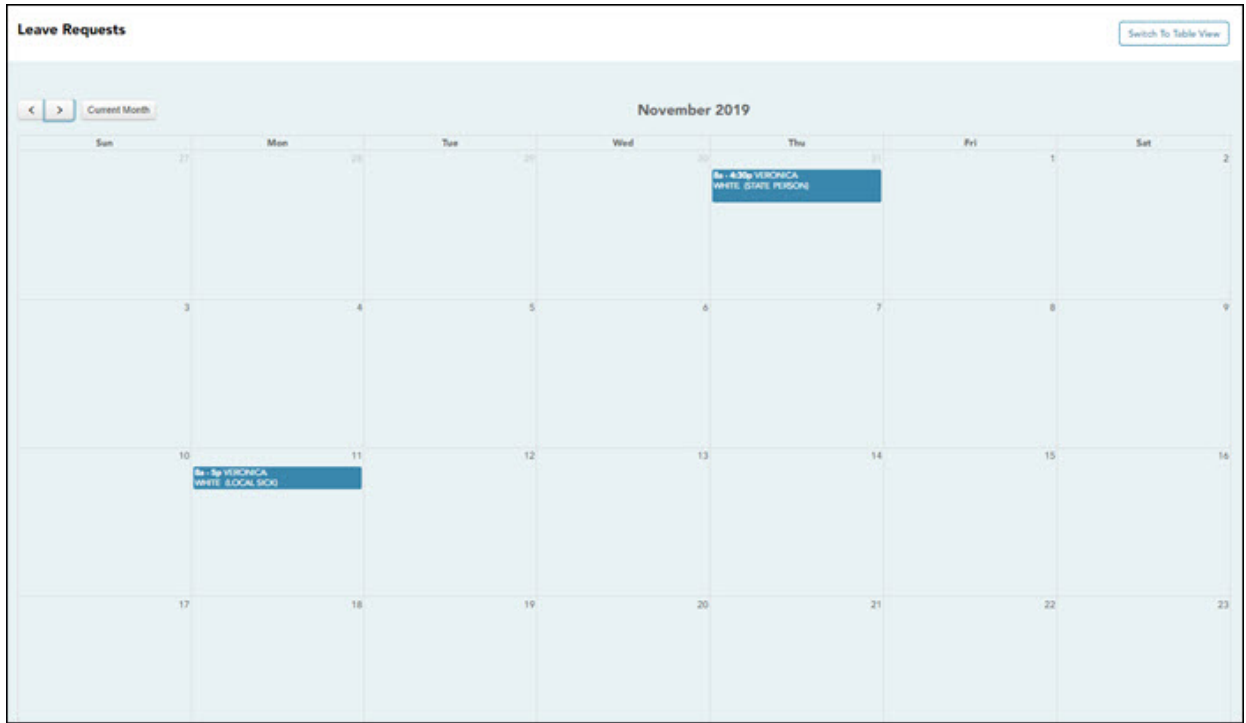 Leave Requests
Switch To Table View
< > Current Month
November 2019
Sun Mon Tue Wed Thu Fri Sat
27 28 29 30 31 1 2
8a - 4:30p VERONICA
WHITE (STATE PERSON)
3 4 5 6 7 8 9
10 11 12 13 14 15 16
8a - 5p VERONICA
WHITE (LOCAL SICK)
17 18 19 20 21 22 23